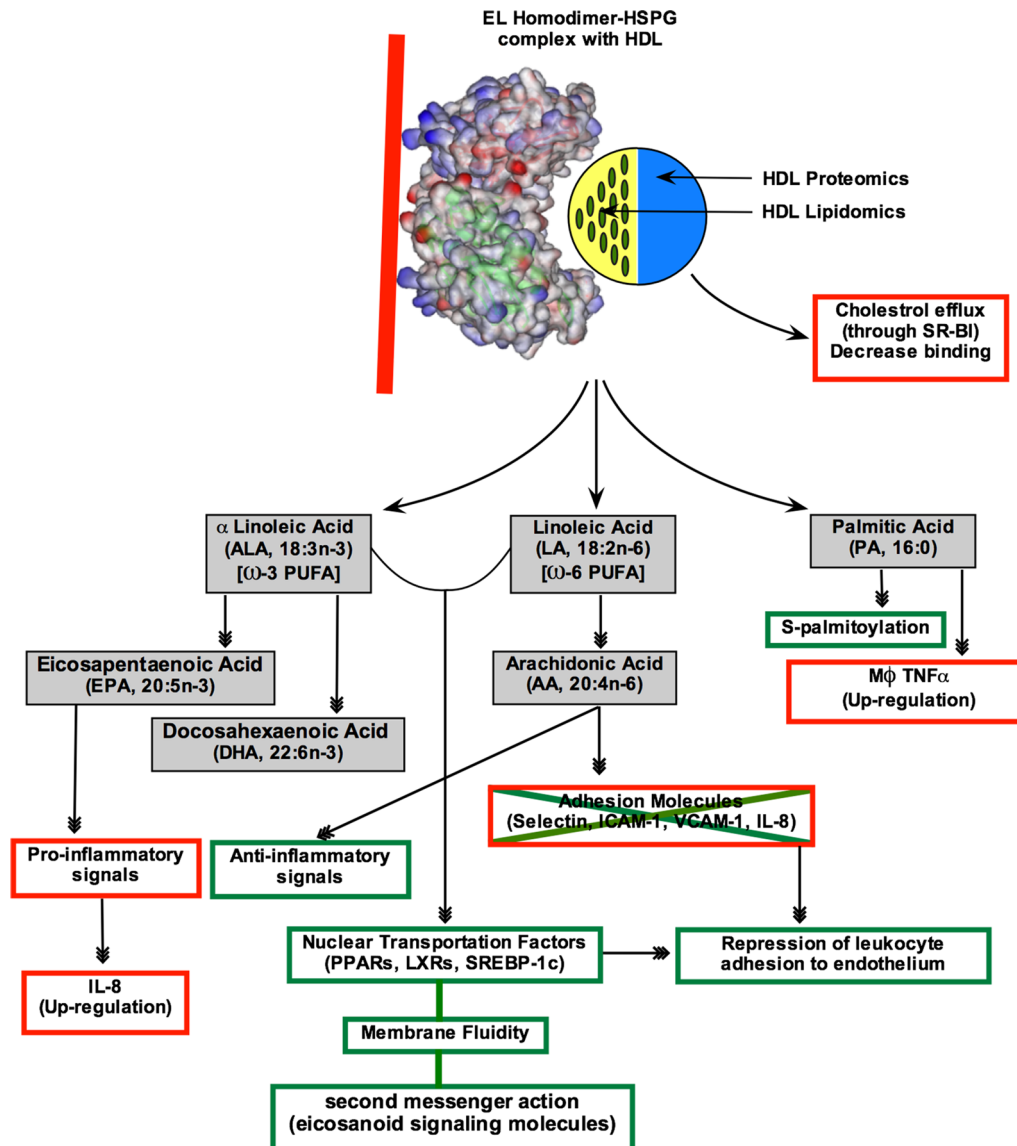 EL Homodimer-HSPG
complex with HDL
HDL Proteomics
HDL Lipidomics
Cholestrol efflux
(through SR-BI)
Decrease binding
α Linoleic Acid
(ALA, 18:3n-3)
[ω-3 PUFA]
Linoleic Acid
(LA, 18:2n-6)
[ω-6 PUFA]
Palmitic Acid
(PA, 16:0)
S-palmitoylation
Eicosapentaenoic Acid
(EPA, 20:5n-3)
Arachidonic Acid
(AA, 20:4n-6)
Mϕ TNFα
(Up-regulation)
Docosahexaenoic Acid
(DHA, 22:6n-3)
Adhesion Molecules
(Selectin, ICAM-1, VCAM-1, IL-8)
Pro-inflammatory
signals
Anti-inflammatory
signals
Nuclear Transportation Factors
(PPARs, LXRs, SREBP-1c)
Repression of leukocyte
adhesion to endothelium
IL-8
(Up-regulation)
Membrane Fluidity
second messenger action
(eicosanoid signaling molecules)